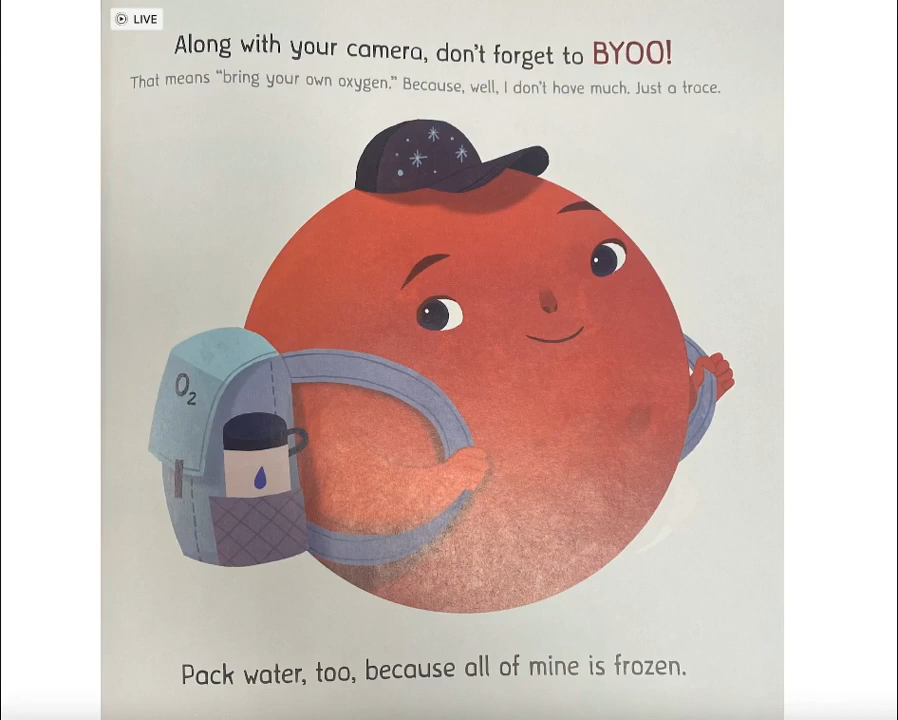 LIVE
Along with your camera, don't forget to BYOO!
That means "bring your own oxygen." Because, well, I don't have much. Just a trace.
O₂
Pack water, too, because all of mine is frozen.